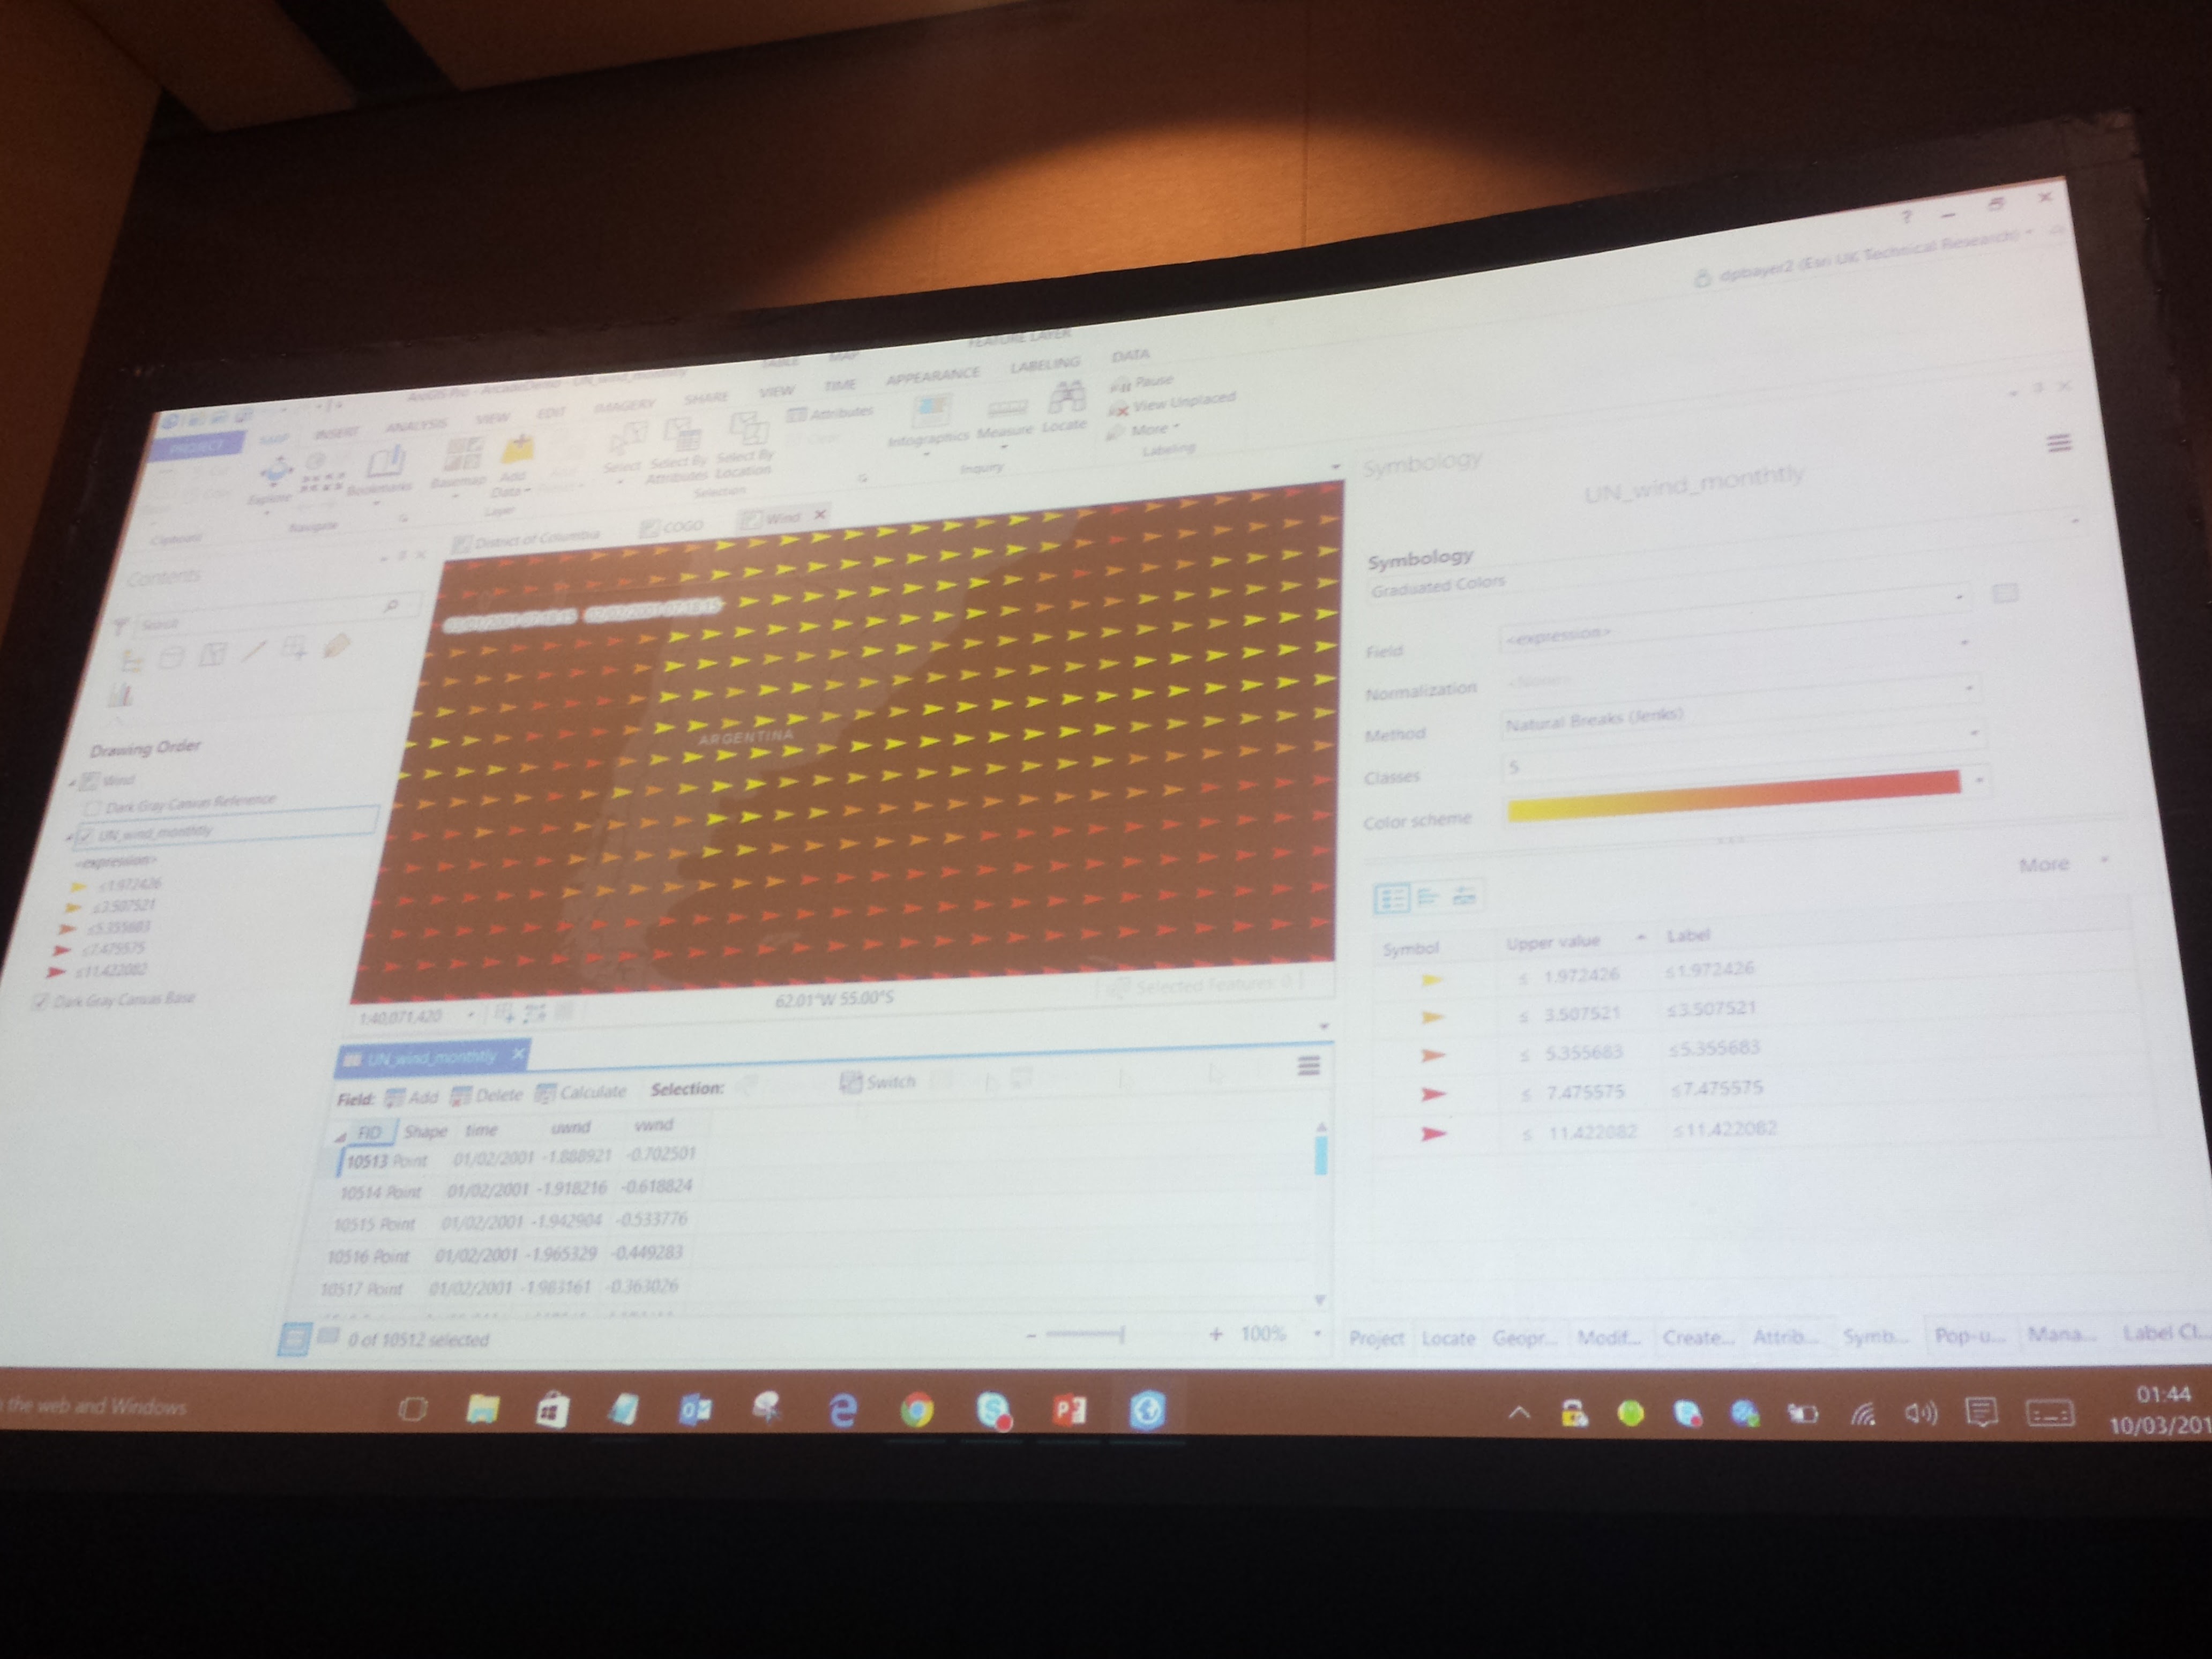 ArcGIS Pro - ArcadeDemo - UN_wind_monthtly
TABLE MAP FEATURE LAYER
dpbayer2 (Esri UK Technical Research)
PROJECT MAP INSERT ANALYSIS VIEW EDIT IMAGERY SHARE VIEW TIME APPEARANCE LABELING DATA
Explore
Bookmarks
Basemap
Add Data
Select
Select By Attributes
Select By Location
Attributes
Infographics
Measure
Locate
Pause
View Unplaced
More
Clipboard
Navigate
Layer
Selection
Inquiry
Labeling
Contents
Search
Drawing Order
Wind
Dark Gray Canvas Reference
UN_wind_monthtly
<expression>
≤1.972426
≤3.507521
≤5.355683
≤7.475575
≤11.422082
Dark Gray Canvas Base
District of Columbia
COGO
Wind
ARGENTINA
1:40,071,420
62.01°W 55.00°S
Selected Features: 0
UN_wind_monthtly
Field: Add Delete Calculate Selection: Switch
FID Shape time uwnd vwnd
10513 Point 01/02/2001 -1.888921 -0.702501
10514 Point 01/02/2001 -1.918216 -0.618824
10515 Point 01/02/2001 -1.942904 -0.533776
10516 Point 01/02/2001 -1.965329 -0.449283
10517 Point 01/02/2001 -1.983161 -0.363026
0 of 10512 selected
- + 100%
Symbology
UN_wind_monthtly
Symbology
Graduated Colors
Field <expression>
Normalization <None>
Method Natural Breaks (Jenks)
Classes 5
Color scheme
More
Symbol Upper value Label
≤ 1.972426 ≤1.972426
≤ 3.507521 ≤3.507521
≤ 5.355683 ≤5.355683
≤ 7.475575 ≤7.475575
≤ 11.422082 ≤11.422082
Project Locate Geopr... Modif... Create... Attrib... Symb... Pop-u... Mana... Label Cl...
the web and Windows
01:44
10/03/201